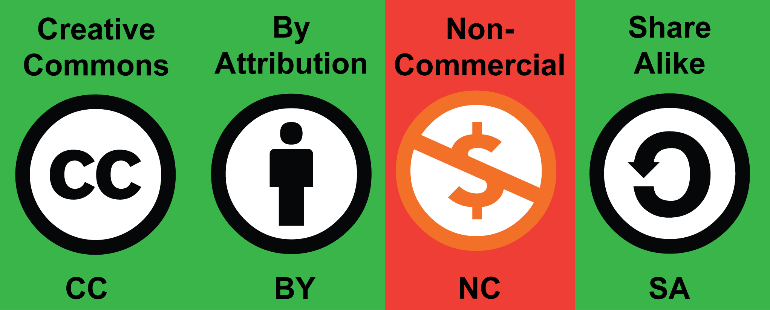 Creative
Commons
CC
CC
By
Attribution
BY
Non-
Commercial
$
NC
Share
Alike
SA